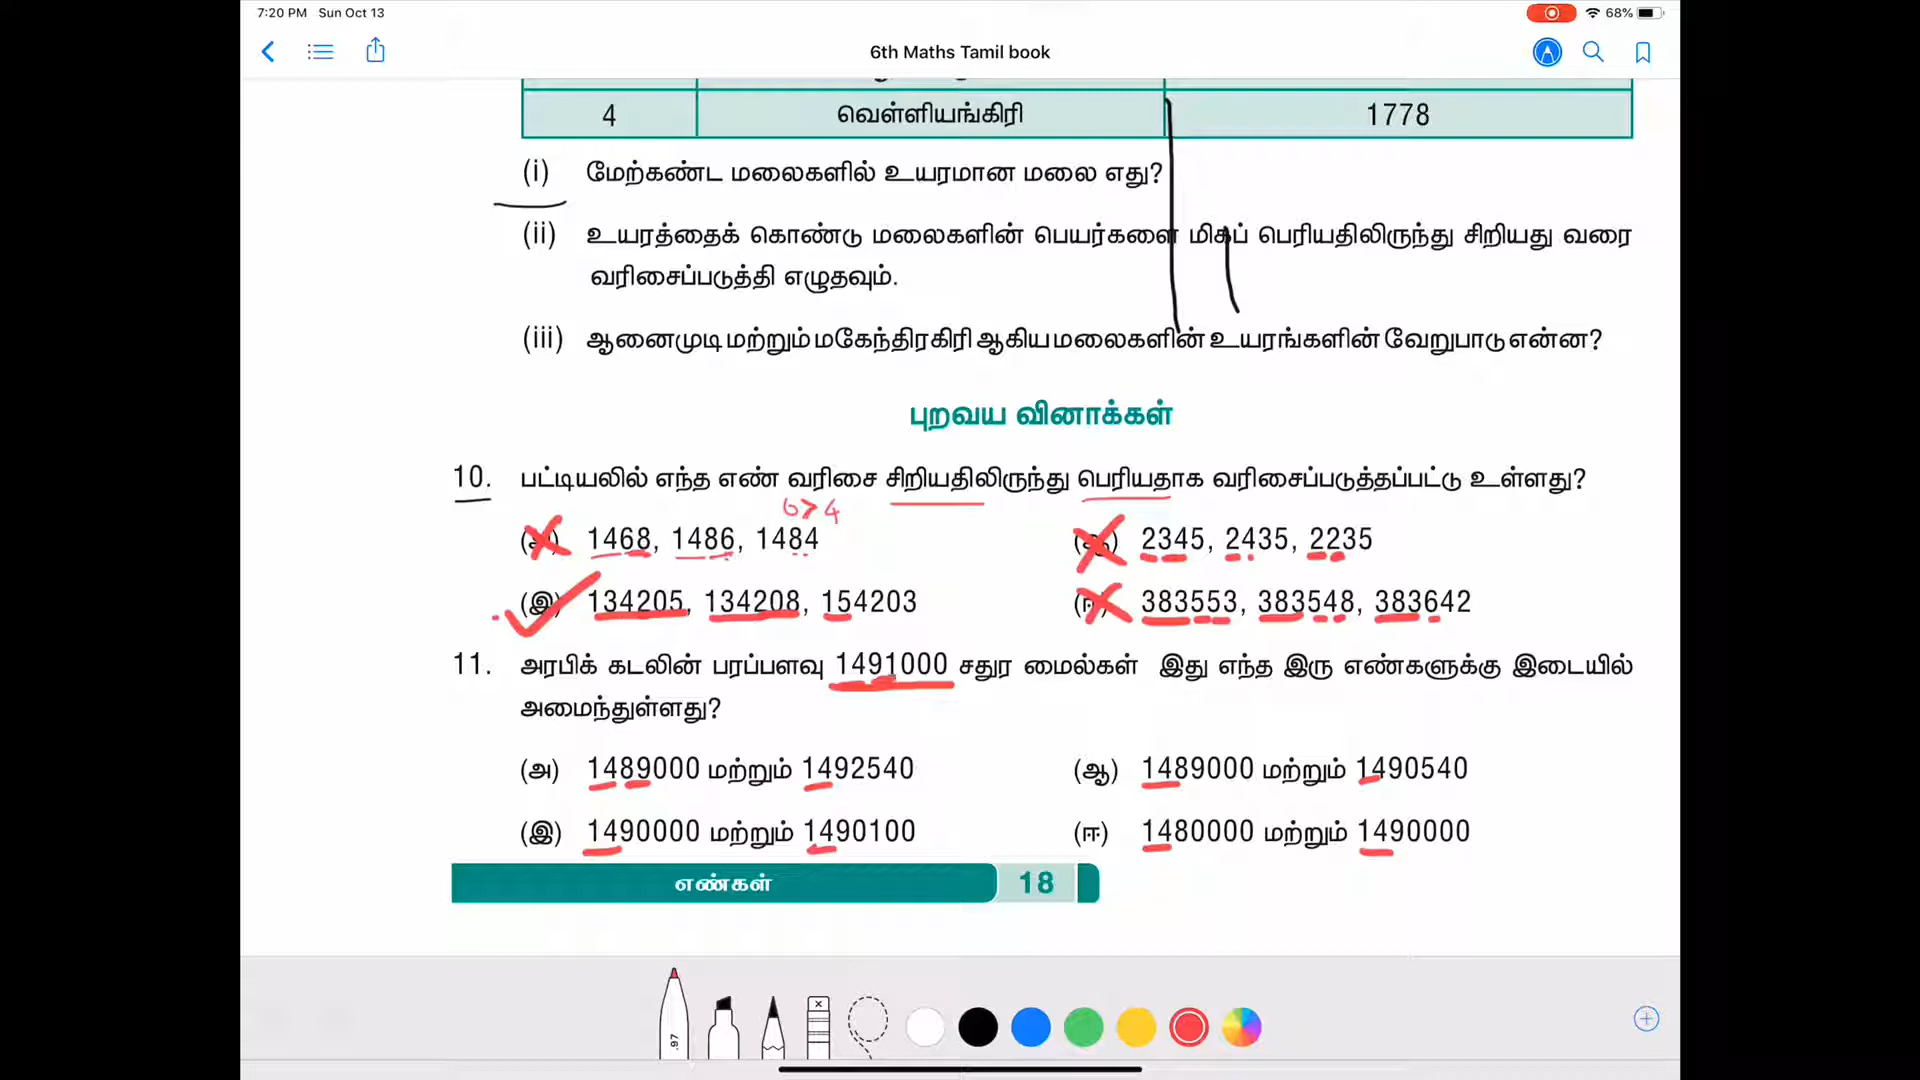 7:20 PM Sun Oct 13
68%
6th Maths Tamil book
4 வெள்ளியங்கிரி 1778
(i) மேற்கண்ட மலைகளில் உயரமான மலை எது?
(ii) உயரத்தைக் கொண்டு மலைகளின் பெயர்களை மிகப் பெரியதிலிருந்து சிறியது வரை
வரிசைப்படுத்தி எழுதவும்.
(iii) ஆனைமுடி மற்றும் மகேந்திரகிரி ஆகிய மலைகளின் உயரங்களின் வேறுபாடு என்ன?
புறவய வினாக்கள்
10. பட்டியலில் எந்த எண் வரிசை சிறியதிலிருந்து பெரியதாக வரிசைப்படுத்தப்பட்டு உள்ளது?
6>4
(அ) 1468, 1486, 1484 (ஆ) 2345, 2435, 2235
(இ) 134205, 134208, 154203 (ஈ) 383553, 383548, 383642
11. அரபிக் கடலின் பரப்பளவு 1491000 சதுர மைல்கள் இது எந்த இரு எண்களுக்கு இடையில்
அமைந்துள்ளது?
(அ) 1489000 மற்றும் 1492540 (ஆ) 1489000 மற்றும் 1490540
(இ) 1490000 மற்றும் 1490100 (ஈ) 1480000 மற்றும் 1490000
எண்கள் 18
.97